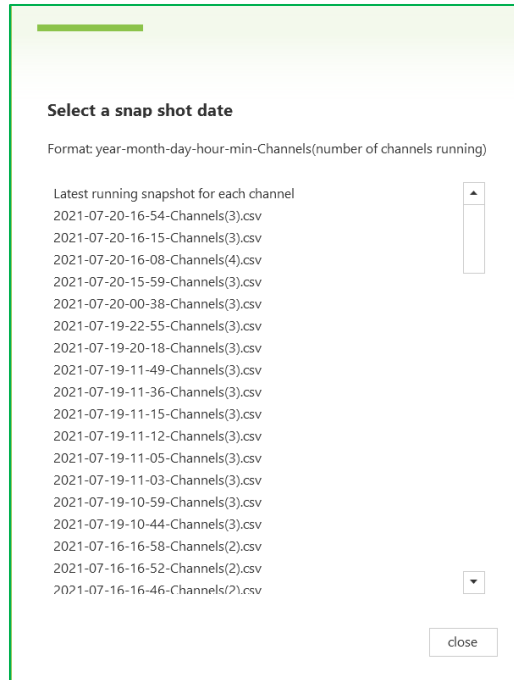 Select a snap shot date
Format: year-month-day-hour-min-Channels(number of channels running)
Latest running snapshot for each channel
2021-07-20-16-54-Channels(3).csv
2021-07-20-16-15-Channels(3).csv
2021-07-20-16-08-Channels(4).csv
2021-07-20-15-59-Channels(3).csv
2021-07-20-00-38-Channels(3).csv
2021-07-19-22-55-Channels(3).csv
2021-07-19-20-18-Channels(3).csv
2021-07-19-11-49-Channels(3).csv
2021-07-19-11-36-Channels(3).csv
2021-07-19-11-15-Channels(3).csv
2021-07-19-11-12-Channels(3).csv
2021-07-19-11-05-Channels(3).csv
2021-07-19-11-03-Channels(3).csv
2021-07-19-10-59-Channels(3).csv
2021-07-19-10-44-Channels(3).csv
2021-07-16-16-58-Channels(2).csv
2021-07-16-16-52-Channels(2).csv
2021-07-16-16-46-Channels(2).csv
close